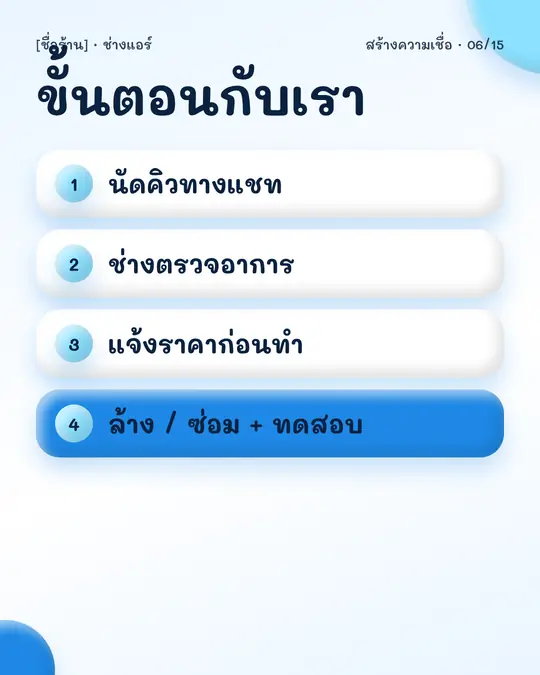 [ชื่อร้าน] · ช่างแอร์
สร้างความเชื่อ · 06/15
ขั้นตอนกับเรา
1 นัดคิวทางแชท
2 ช่างตรวจอาการ
3 แจ้งราคาก่อนทำ
4 ล้าง / ซ่อม + ทดสอบ